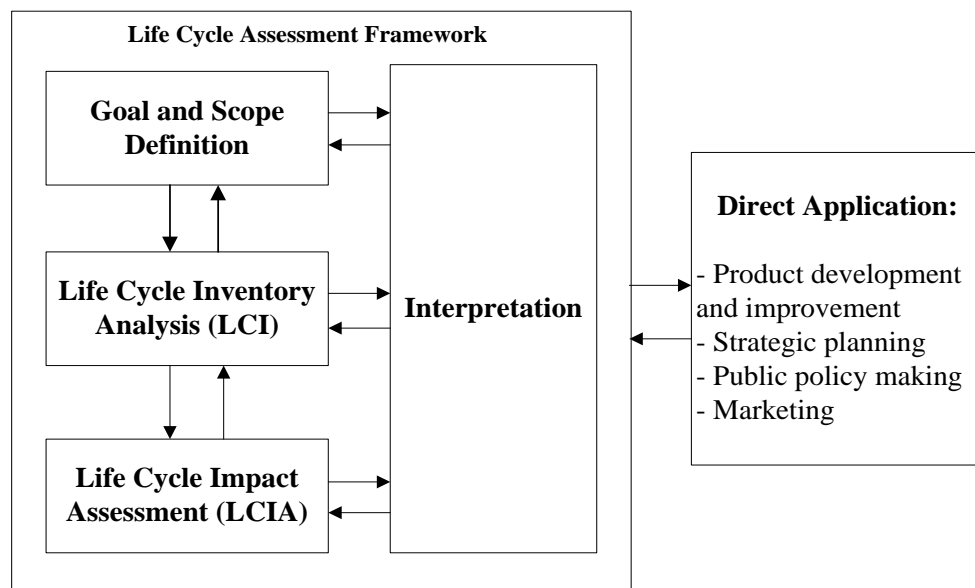 Life Cycle Assessment Framework
Goal and Scope
Definition
Life Cycle Inventory
Analysis (LCI)
Life Cycle Impact
Assessment (LCIA)
Interpretation
Direct Application:
- Product development
and improvement
- Strategic planning
- Public policy making
- Marketing